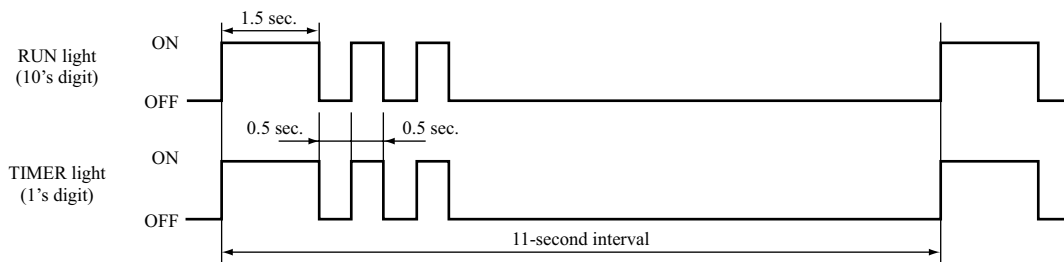 1.5 sec.
RUN light
(10’s digit)
ON
OFF
0.5 sec.
0.5 sec.
TIMER light
(1’s digit)
ON
OFF
11-second interval